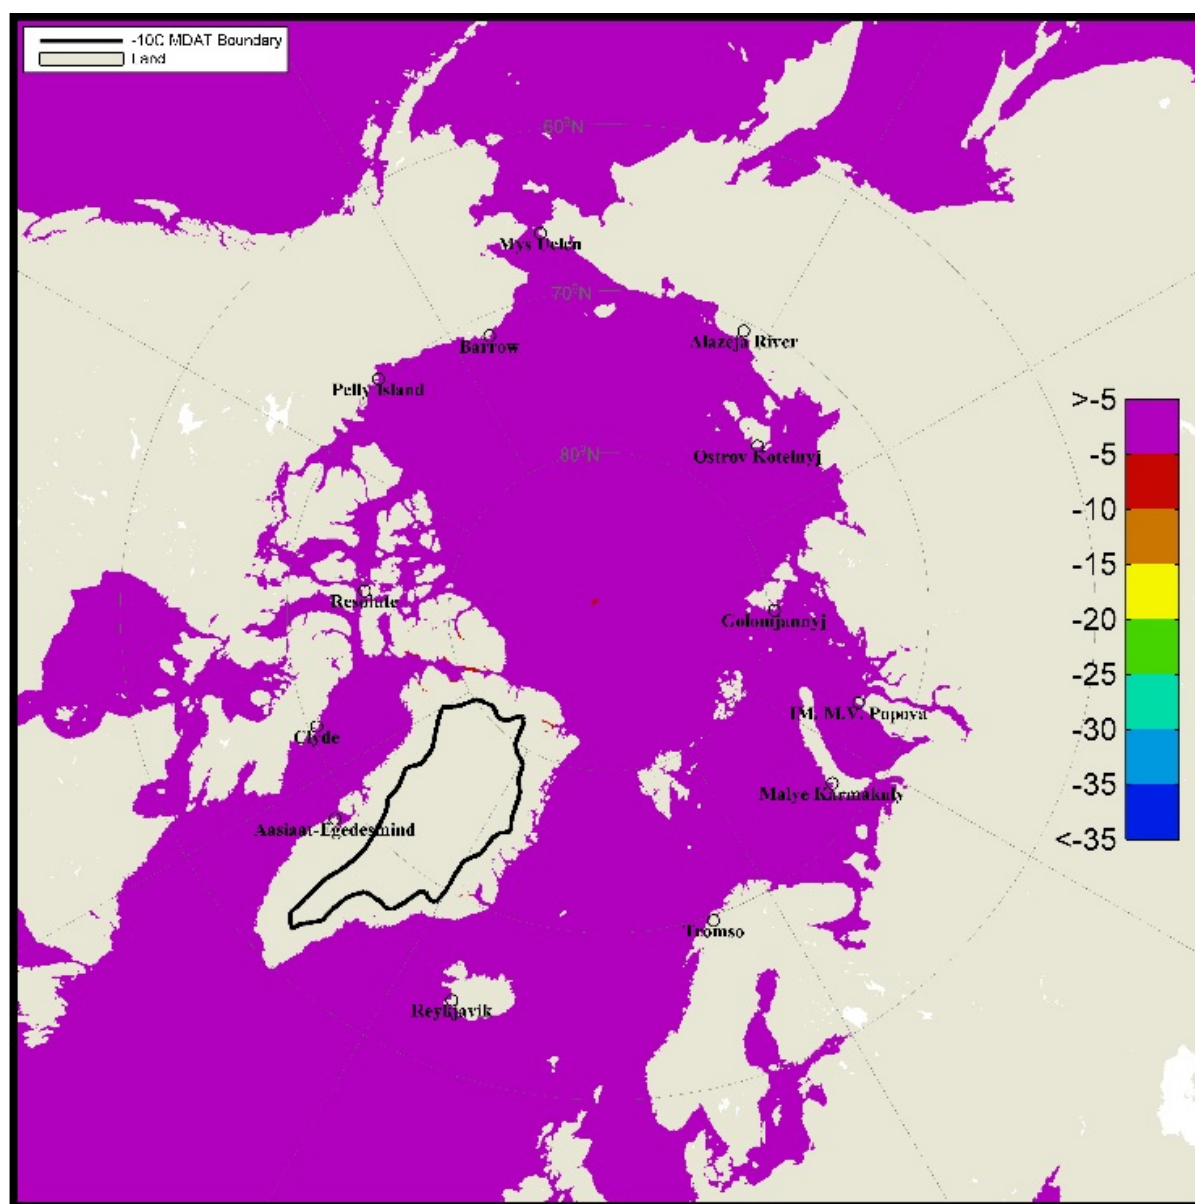 -10C MDAT Boundary
Land
60°N
Mys Uelen
70°N
Barrow
Alazeja River
Pelly Island
>-5
-5
80°N
Ostrov Kotelnyj
-10
-15
Resolute
-20
Golomjannyj
-25
IM. M.V. Popova
-30
Clyde
-35
Malye Karmakuly
Aasiaat-Egedesmind
<-35
Tromso
Reykjavik